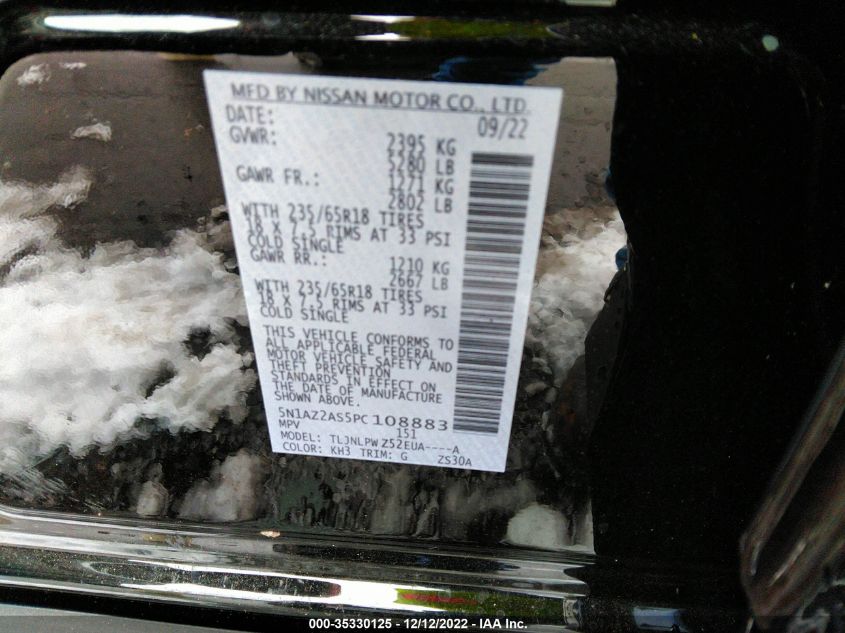 MFD BY NISSAN MOTOR CO., LTD.
DATE: 09/22
GVWR: 2395 KG
5280 LB
GAWR FR.: 1271 KG
2802 LB
WITH 235/65R18 TIRES
18 X 7.5 RIMS AT 33 PSI
COLD SINGLE
GAWR RR.: 1210 KG
2667 LB
WITH 235/65R18 TIRES
18 X 7.5 RIMS AT 33 PSI
COLD SINGLE
THIS VEHICLE CONFORMS TO
ALL APPLICABLE FEDERAL
MOTOR VEHICLE SAFETY AND
THEFT PREVENTION
STANDARDS IN EFFECT ON
THE DATE OF MANUFACTURE
SHOWN ABOVE.
5N1AZ2AS5PC108883
MPV 151
MODEL: TLJNLPW Z52EUA----A
COLOR: KH3 TRIM: G ZS30A
000-35330125 - 12/12/2022 - IAA Inc.